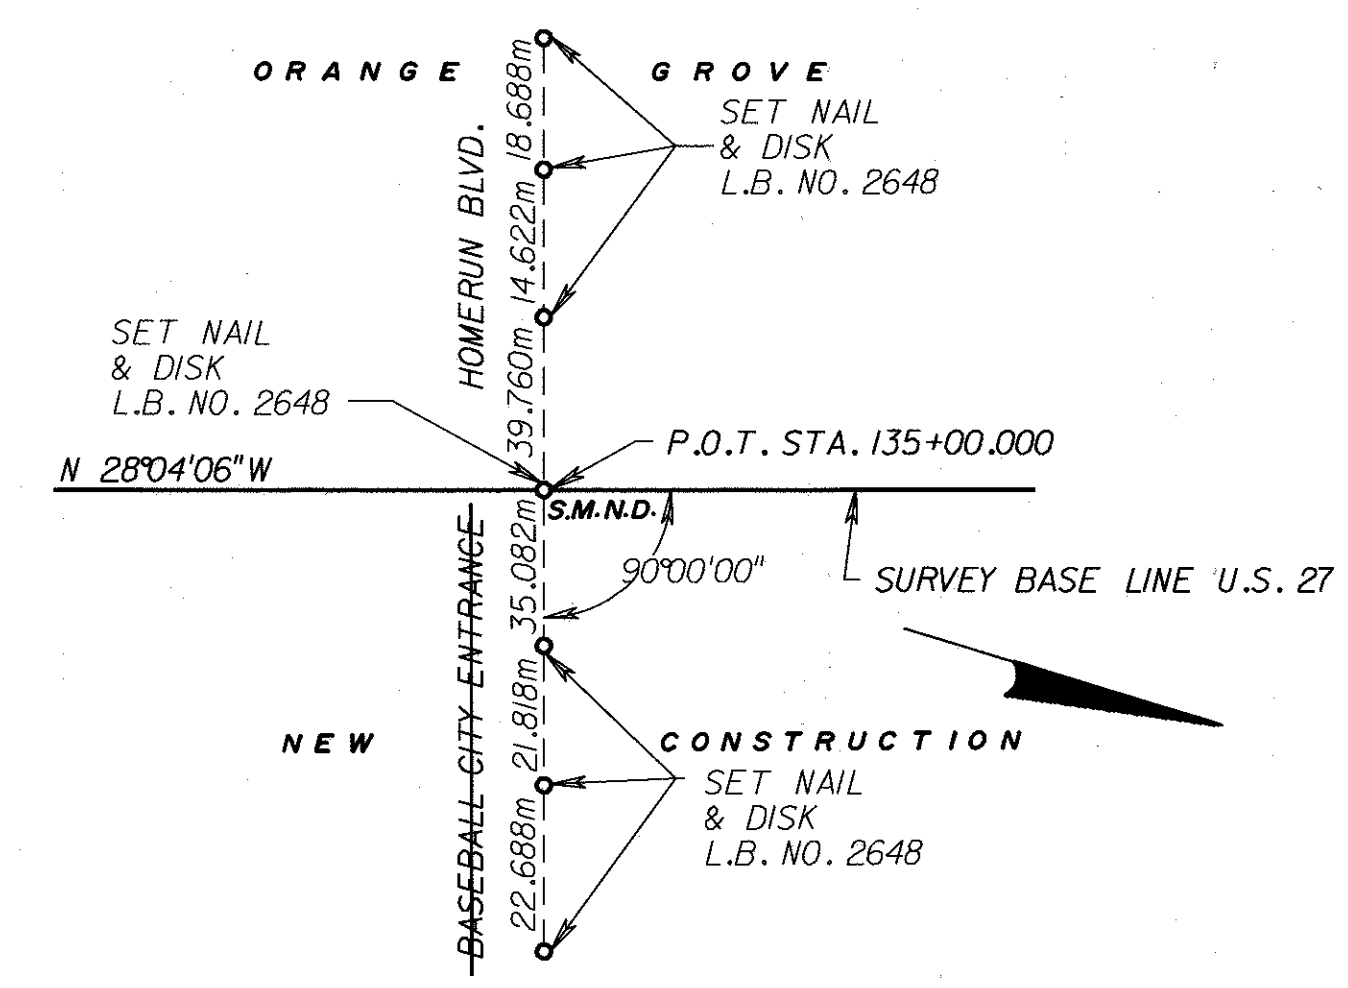 ORANGE GROVE
SET NAIL
& DISK
L.B. NO. 2648
18.688m
14.622m
39.760m
HOMERUN BLVD.
SET NAIL
& DISK
L.B. NO. 2648
P.O.T. STA. 135+00.000
N 28°04'06" W
S.M.N.D.
90°00'00"
SURVEY BASE LINE U.S. 27
35.082m
21.818m
22.688m
BASEBALL CITY ENTRANCE
NEW CONSTRUCTION
SET NAIL
& DISK
L.B. NO. 2648